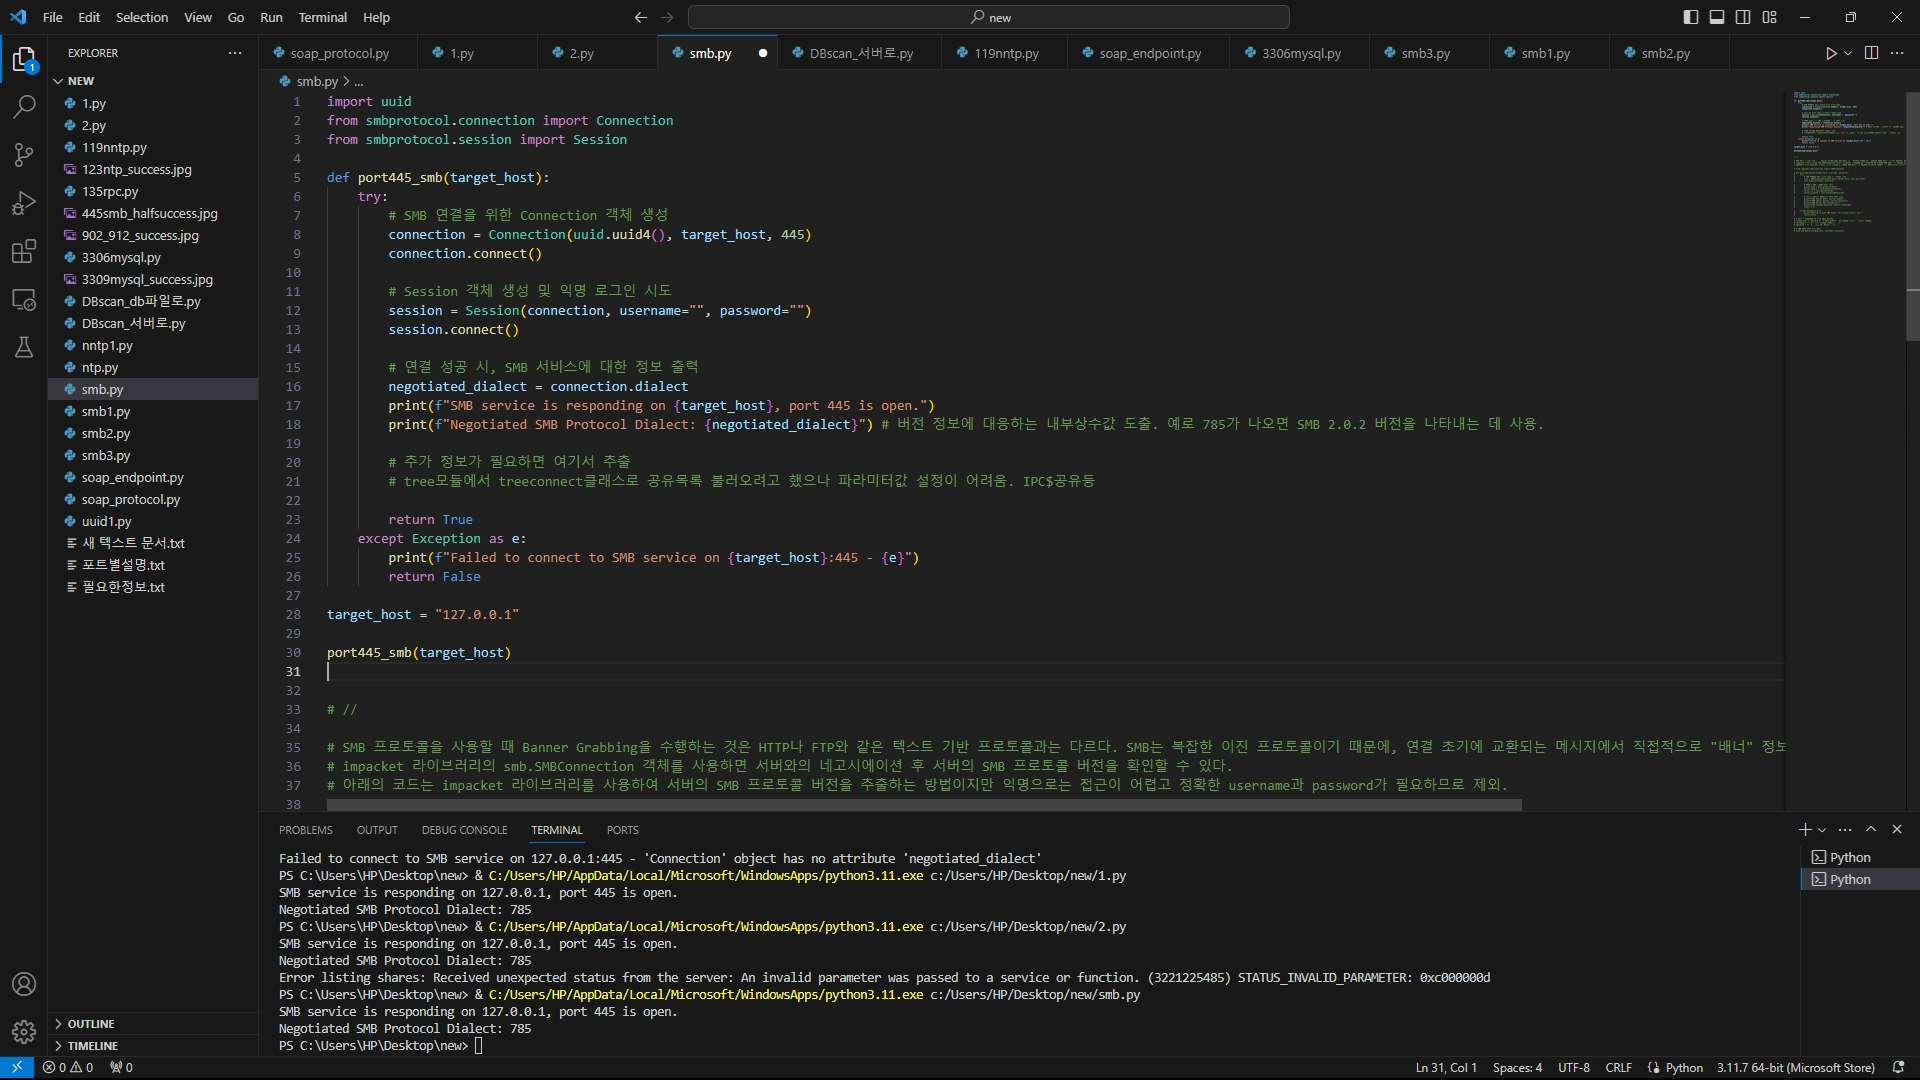 File Edit Selection View Go Run Terminal Help
new
EXPLORER
NEW
1.py
2.py
119nntp.py
123ntp_success.jpg
135rpc.py
445smb_halfsuccess.jpg
902_912_success.jpg
3306mysql.py
3309mysql_success.jpg
DBscan_db파일로.py
DBscan_서버로.py
nntp1.py
ntp.py
smb.py
smb1.py
smb2.py
smb3.py
soap_endpoint.py
soap_protocol.py
uuid1.py
새 텍스트 문서.txt
포트별설명.txt
필요한정보.txt
OUTLINE
TIMELINE
soap_protocol.py 1.py 2.py smb.py DBscan_서버로.py 119nntp.py soap_endpoint.py 3306mysql.py smb3.py smb1.py smb2.py
smb.py > ...
1 import uuid
2 from smbprotocol.connection import Connection
3 from smbprotocol.session import Session
4
5 def port445_smb(target_host):
6 try:
7 # SMB 연결을 위한 Connection 객체 생성
8 connection = Connection(uuid.uuid4(), target_host, 445)
9 connection.connect()
10
11 # Session 객체 생성 및 익명 로그인 시도
12 session = Session(connection, username="", password="")
13 session.connect()
14
15 # 연결 성공 시, SMB 서비스에 대한 정보 출력
16 negotiated_dialect = connection.dialect
17 print(f"SMB service is responding on {target_host}, port 445 is open.")
18 print(f"Negotiated SMB Protocol Dialect: {negotiated_dialect}") # 버전 정보에 대응하는 내부상수값 도출. 예로 785가 나오면 SMB 2.0.2 버전을 나타내는 데 사용.
19
20 # 추가 정보가 필요하면 여기서 추출
21 # tree모듈에서 treeconnect클래스로 공유목록 불러오려고 했으나 파라미터값 설정이 어려움. IPC$공유등
22
23 return True
24 except Exception as e:
25 print(f"Failed to connect to SMB service on {target_host}:445 - {e}")
26 return False
27
28 target_host = "127.0.0.1"
29
30 port445_smb(target_host)
31
32
33 # //
34
35 # SMB 프로토콜을 사용할 때 Banner Grabbing을 수행하는 것은 HTTP나 FTP와 같은 텍스트 기반 프로토콜과는 다르다. SMB는 복잡한 이진 프로토콜이기 때문에, 연결 초기에 교환되는 메시지에서 직접적으로 "배너" 정보
36 # impacket 라이브러리의 smb.SMBConnection 객체를 사용하면 서버와의 네고시에이션 후 서버의 SMB 프로토콜 버전을 확인할 수 있다.
37 # 아래의 코드는 impacket 라이브러리를 사용하여 서버의 SMB 프로토콜 버전을 추출하는 방법이지만 익명으로는 접근이 어렵고 정확한 username과 password가 필요하므로 제외.
38
PROBLEMS OUTPUT DEBUG CONSOLE TERMINAL PORTS
Failed to connect to SMB service on 127.0.0.1:445 - 'Connection' object has no attribute 'negotiated_dialect'
PS C:\Users\HP\Desktop\new> & C:/Users/HP/AppData/Local/Microsoft/WindowsApps/python3.11.exe c:/Users/HP/Desktop/new/1.py
SMB service is responding on 127.0.0.1, port 445 is open.
Negotiated SMB Protocol Dialect: 785
PS C:\Users\HP\Desktop\new> & C:/Users/HP/AppData/Local/Microsoft/WindowsApps/python3.11.exe c:/Users/HP/Desktop/new/2.py
SMB service is responding on 127.0.0.1, port 445 is open.
Negotiated SMB Protocol Dialect: 785
Error listing shares: Received unexpected status from the server: An invalid parameter was passed to a service or function. (3221225485) STATUS_INVALID_PARAMETER: 0xc000000d
PS C:\Users\HP\Desktop\new> & C:/Users/HP/AppData/Local/Microsoft/WindowsApps/python3.11.exe c:/Users/HP/Desktop/new/smb.py
SMB service is responding on 127.0.0.1, port 445 is open.
Negotiated SMB Protocol Dialect: 785
PS C:\Users\HP\Desktop\new>
Python
Python
1
0 0 0
Ln 31, Col 1 Spaces: 4 UTF-8 CRLF Python 3.11.7 64-bit (Microsoft Store)